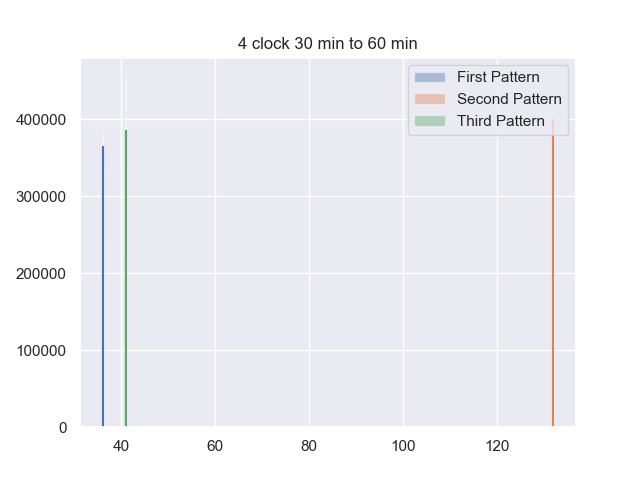 4 clock 30 min to 60 min
First Pattern
Second Pattern
Third Pattern
400000
300000
200000
100000
0
40 60 80 100 120